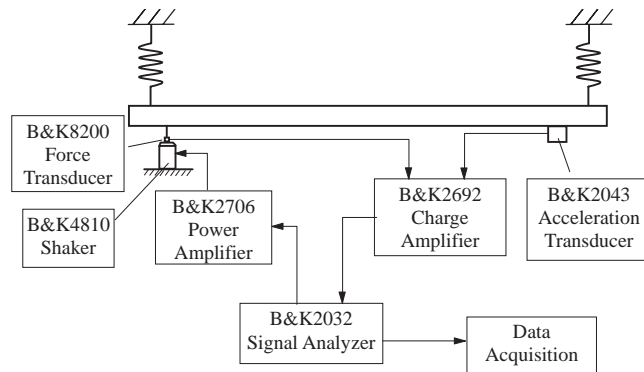 B&K8200
Force
Transducer
B&K4810
Shaker
B&K2706
Power
Amplifier
B&K2692
Charge
Amplifier
B&K2043
Acceleration
Transducer
B&K2032
Signal Analyzer
Data
Acquisition